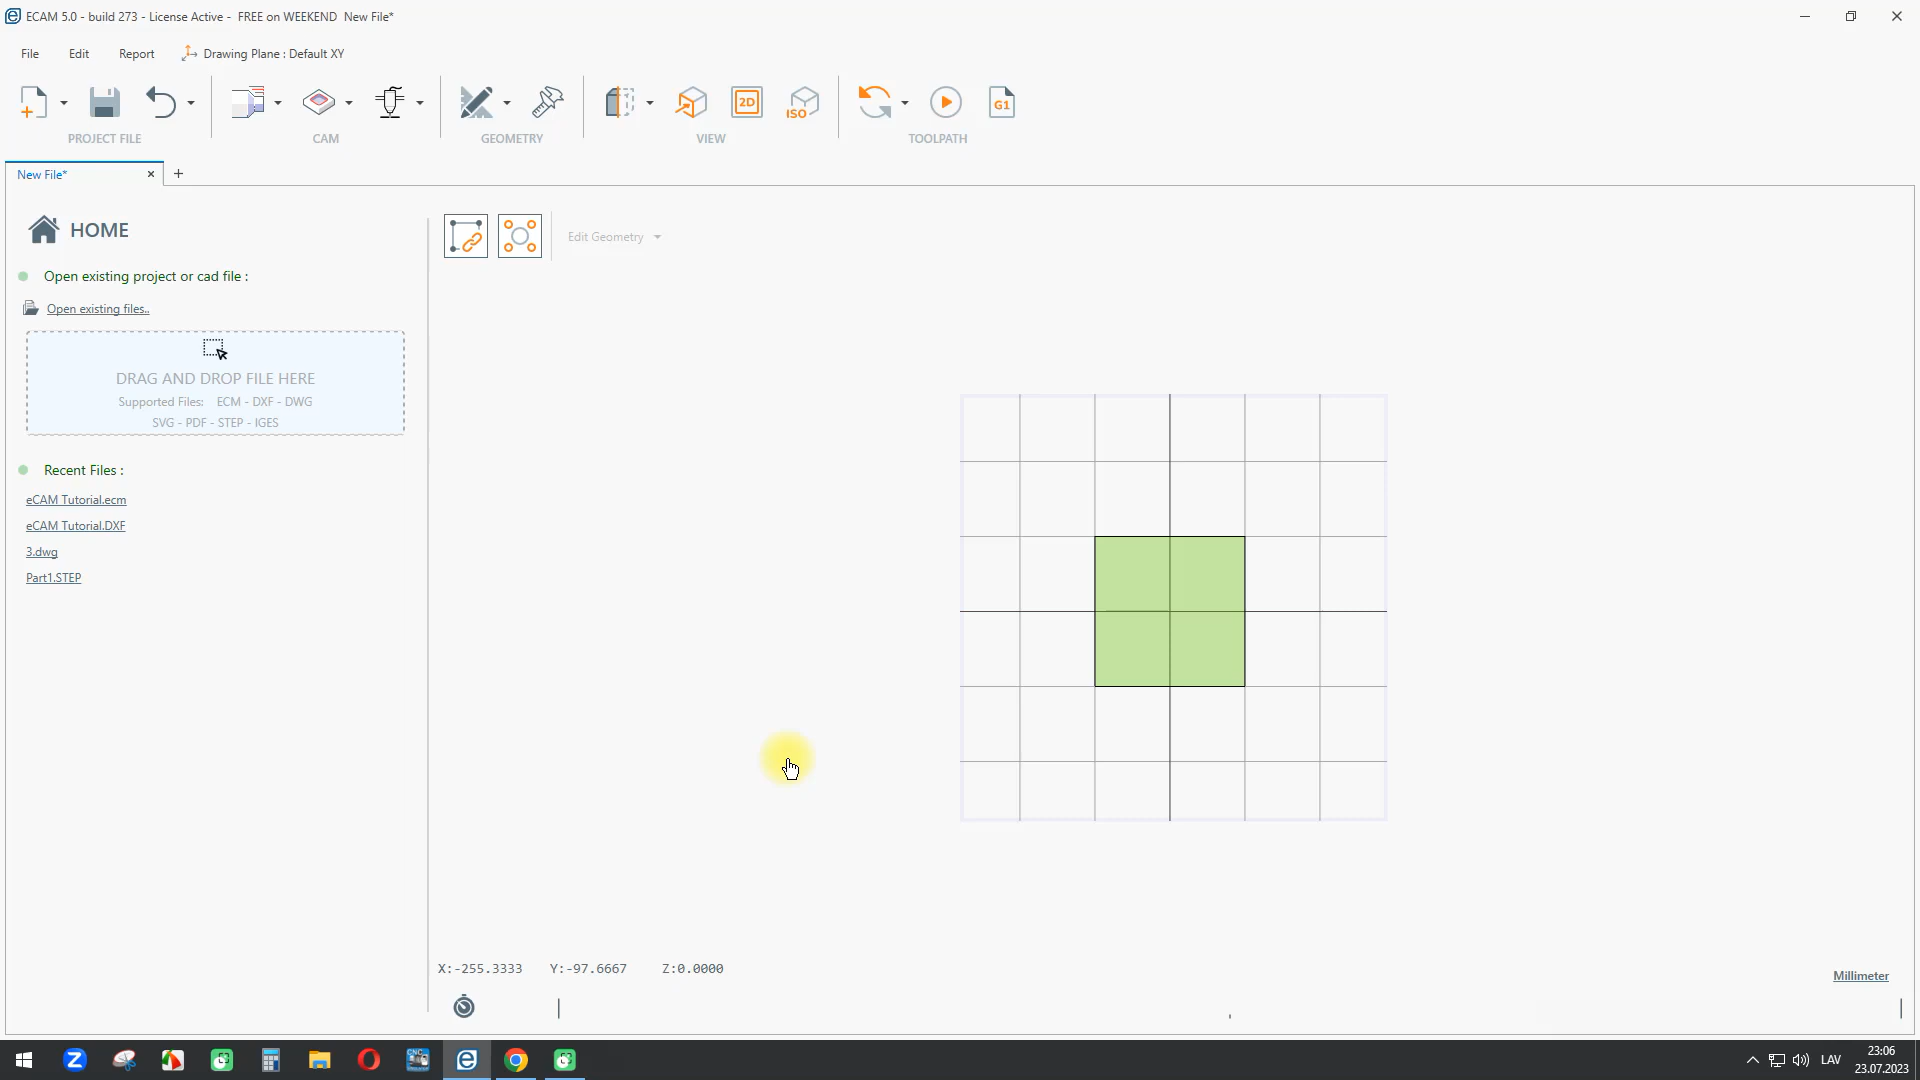 ECAM 5.0 - build 273 - License Active - FREE on WEEKEND New File*
File Edit Report Drawing Plane : Default XY
2D ISO G1
PROJECT FILE CAM GEOMETRY VIEW TOOLPATH
New File* × +
HOME
Edit Geometry
Open existing project or cad file :
Open existing files..
DRAG AND DROP FILE HERE
Supported Files: ECM - DXF - DWG
SVG - PDF - STEP - IGES
Recent Files :
eCAM Tutorial.ecm
eCAM Tutorial.DXF
3.dwg
Part1.STEP
X:-255.3333 Y:-97.6667 Z:0.0000
Millimeter
LAV
23:06
23.07.2023